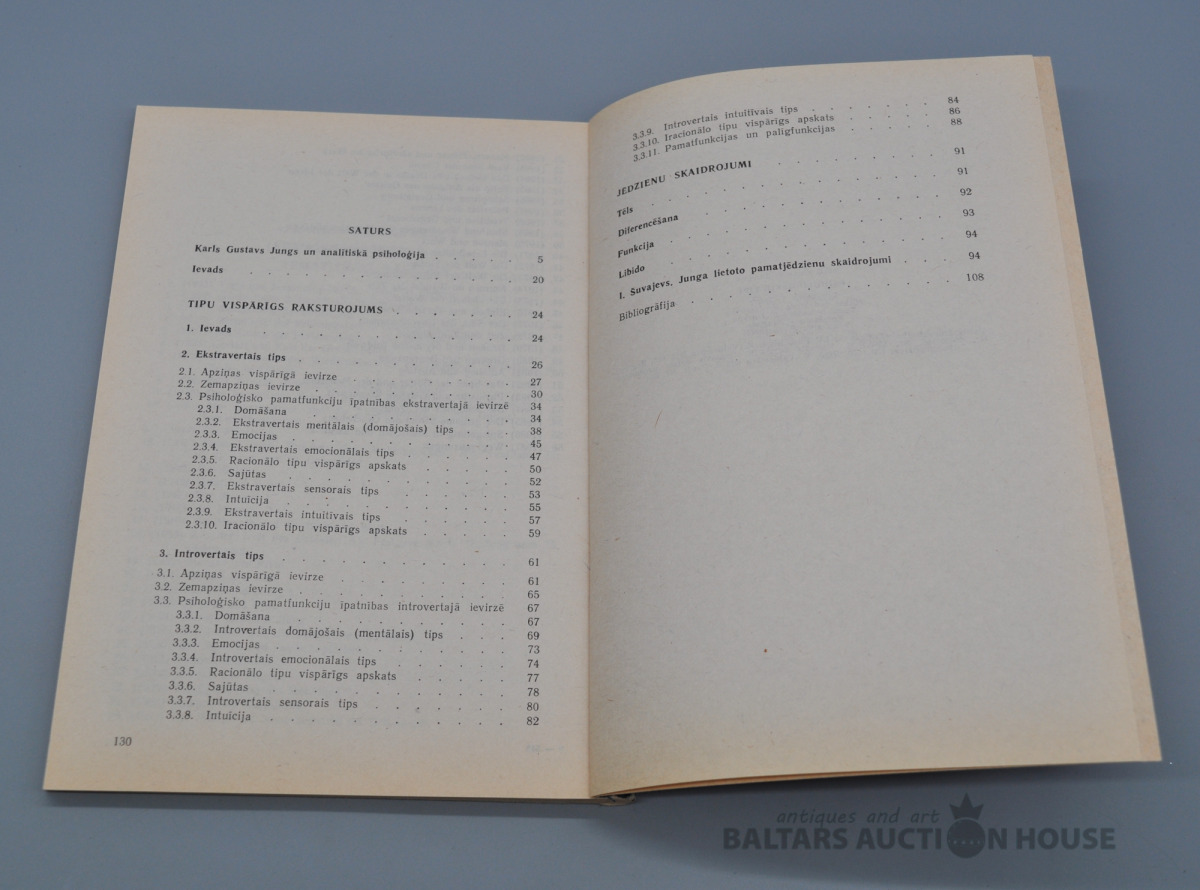 SATURS
Karls Gustavs Jungs un analītiskā psiholoģija . . . . . 5
Ievads . . . . . . . . . . . . 20
TIPU VISPĀRĪGS RAKSTUROJUMS . . . . . . . 24
1. Ievads . . . . . . . . . . . . 24
2. Ekstravertais tips . . . . . . . . . . 26
2.1. Apziņas vispārīgā ievirze . . . . . . . . 27
2.2. Zemapziņas ievirze . . . . . . . . . . 30
2.3. Psiholoģisko pamatfunkciju īpatnības ekstravertajā ievirzē 34
2.3.1. Domāšana . . . . . . . . . . 34
2.3.2. Ekstravertais mentālais (domājošais) tips . . . 38
2.3.3. Emocijas . . . . . . . . . . . 45
2.3.4. Ekstravertais emocionālais tips . . . . . 47
2.3.5. Racionālo tipu vispārīgs apskats . . . . . 50
2.3.6. Sajūtas . . . . . . . . . . . 52
2.3.7. Ekstravertais sensorais tips . . . . . . 53
2.3.8. Intuīcija . . . . . . . . . . . 55
2.3.9. Ekstravertais intuitīvais tips . . . . . . 57
2.3.10. Iracionālo tipu vispārīgs apskats . . . . . 59
3. Introvertais tips . . . . . . . . . . 61
3.1. Apziņas vispārīgā ievirze . . . . . . . . 61
3.2. Zemapziņas ievirze . . . . . . . . . . 65
3.3. Psiholoģisko pamatfunkciju īpatnības introvertajā ievirzē 67
3.3.1. Domāšana . . . . . . . . . . 67
3.3.2. Introvertais domājošais (mentālais) tips . . . 69
3.3.3. Emocijas . . . . . . . . . . . 73
3.3.4. Introvertais emocionālais tips . . . . . . 74
3.3.5. Racionālo tipu vispārīgs apskats . . . . . 77
3.3.6. Sajūtas . . . . . . . . . . . 78
3.3.7. Introvertais sensorais tips . . . . . . . 80
3.3.8. Intuīcija . . . . . . . . . . . 82
130
3.3.9. Introvertais intuitīvais tips . . . . . . . 84
3.3.10. Iracionālo tipu vispārīgs apskats . . . . . 86
3.3.11. Pamatfunkcijas un palīgfunkcijas . . . . . 88
JĒDZIENU SKAIDROJUMI . . . . . . . 91
Tēls . . . . . . . . . . . . . 91
Diferencēšana . . . . . . . . . . . 92
Funkcija . . . . . . . . . . . . 93
Libido . . . . . . . . . . . . . 94
I. Šuvajevs, Junga lietoto pamatjēdzienu skaidrojumi . . . 94
Bibliogrāfija . . . . . . . . . . . 108
antiques and art
BALTARS AUCTION HOUSE